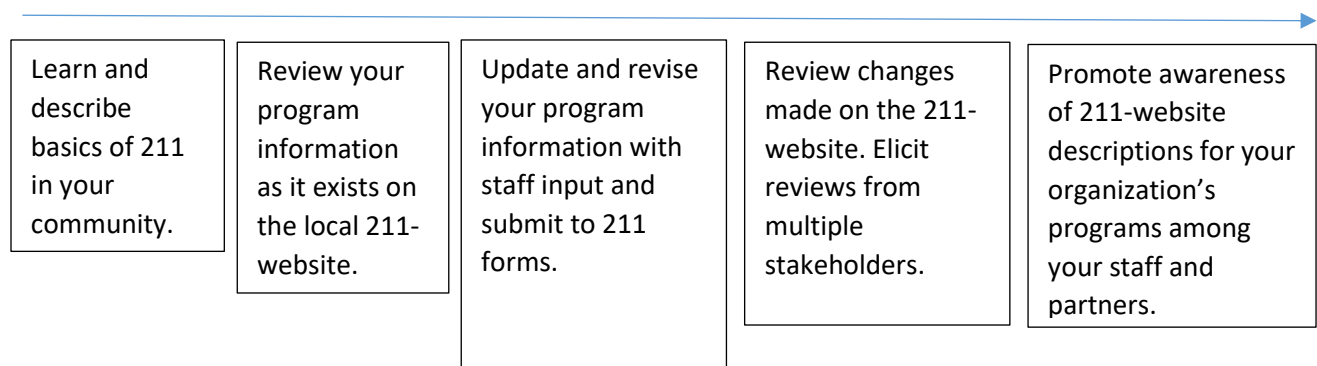 Learn and
describe
basics of 211
in your
community.
Review your
program
information
as it exists on
the local 211-
website.
Update and revise
your program
information with
staff input and
submit to 211
forms.
Review changes
made on the 211-
website. Elicit
reviews from
multiple
stakeholders.
Promote awareness
of 211-website
descriptions for your
organization’s
programs among
your staff and
partners.